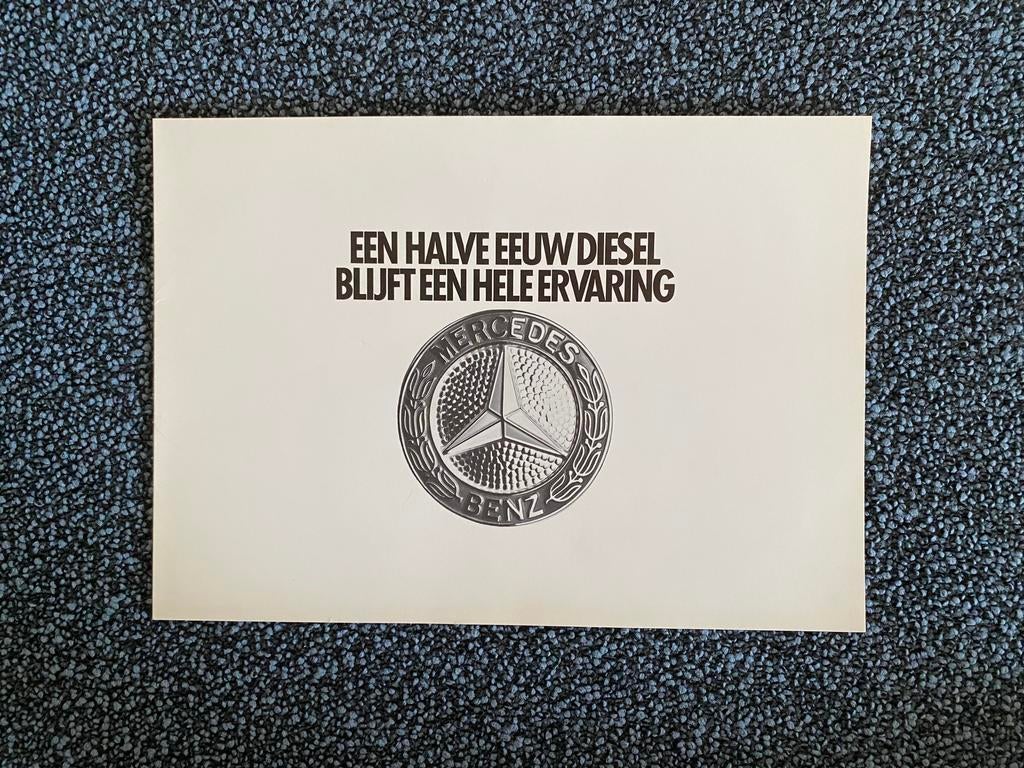 EEN HALVE EEUW DIESEL
BLIJFT EEN HELE ERVARING
MERCEDES
BENZ